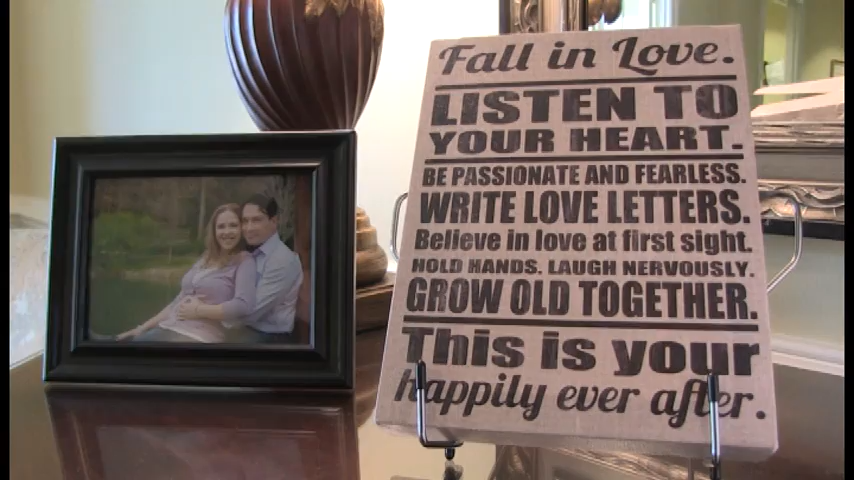 Fall in Love.
LISTEN TO
YOUR HEART.
BE PASSIONATE AND FEARLESS.
WRITE LOVE LETTERS.
Believe in love at first sight.
HOLD HANDS. LAUGH NERVOUSLY.
GROW OLD TOGETHER.
This is your
happily ever after.